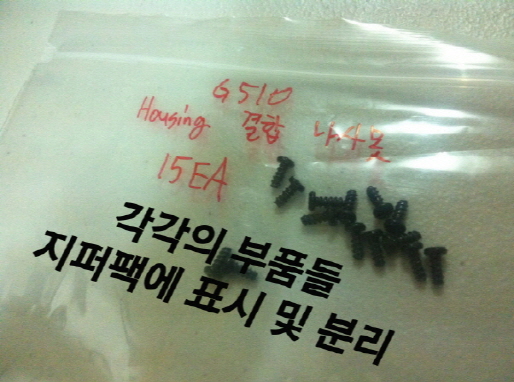 G510
Housing 결합 나사못
15EA
각각의 부품들
지퍼팩에 표시 및 분리